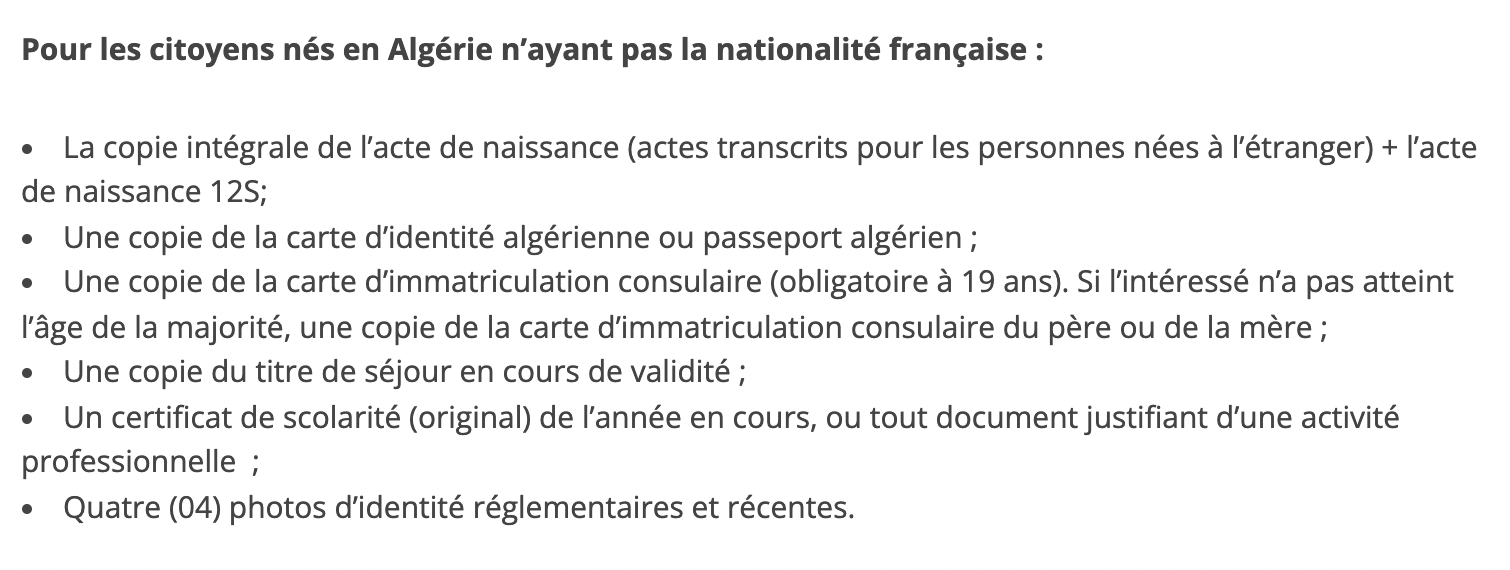 Pour les citoyens nés en Algérie n’ayant pas la nationalité française :
• La copie intégrale de l’acte de naissance (actes transcrits pour les personnes nées à l’étranger) + l’acte
de naissance 12S;
• Une copie de la carte d’identité algérienne ou passeport algérien ;
• Une copie de la carte d’immatriculation consulaire (obligatoire à 19 ans). Si l’intéressé n’a pas atteint
l’âge de la majorité, une copie de la carte d’immatriculation consulaire du père ou de la mère ;
• Une copie du titre de séjour en cours de validité ;
• Un certificat de scolarité (original) de l’année en cours, ou tout document justifiant d’une activité
professionnelle  ;
• Quatre (04) photos d’identité réglementaires et récentes.